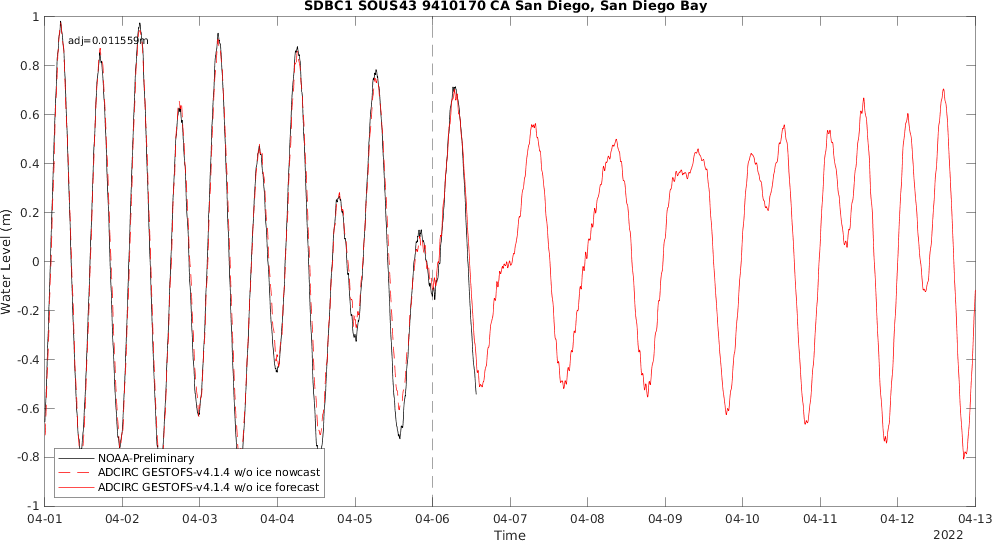 SDBC1 SOUS43 9410170 CA San Diego, San Diego Bay
adj=0.011559m
1
0.8
0.6
0.4
0.2
0
-0.2
-0.4
-0.6
-0.8
-1
Water Level (m)
NOAA-Preliminary
ADCIRC GESTOFS-v4.1.4 w/o ice nowcast
ADCIRC GESTOFS-v4.1.4 w/o ice forecast
04-01 04-02 04-03 04-04 04-05 04-06 04-07 04-08 04-09 04-10 04-11 04-12 04-13
Time
2022